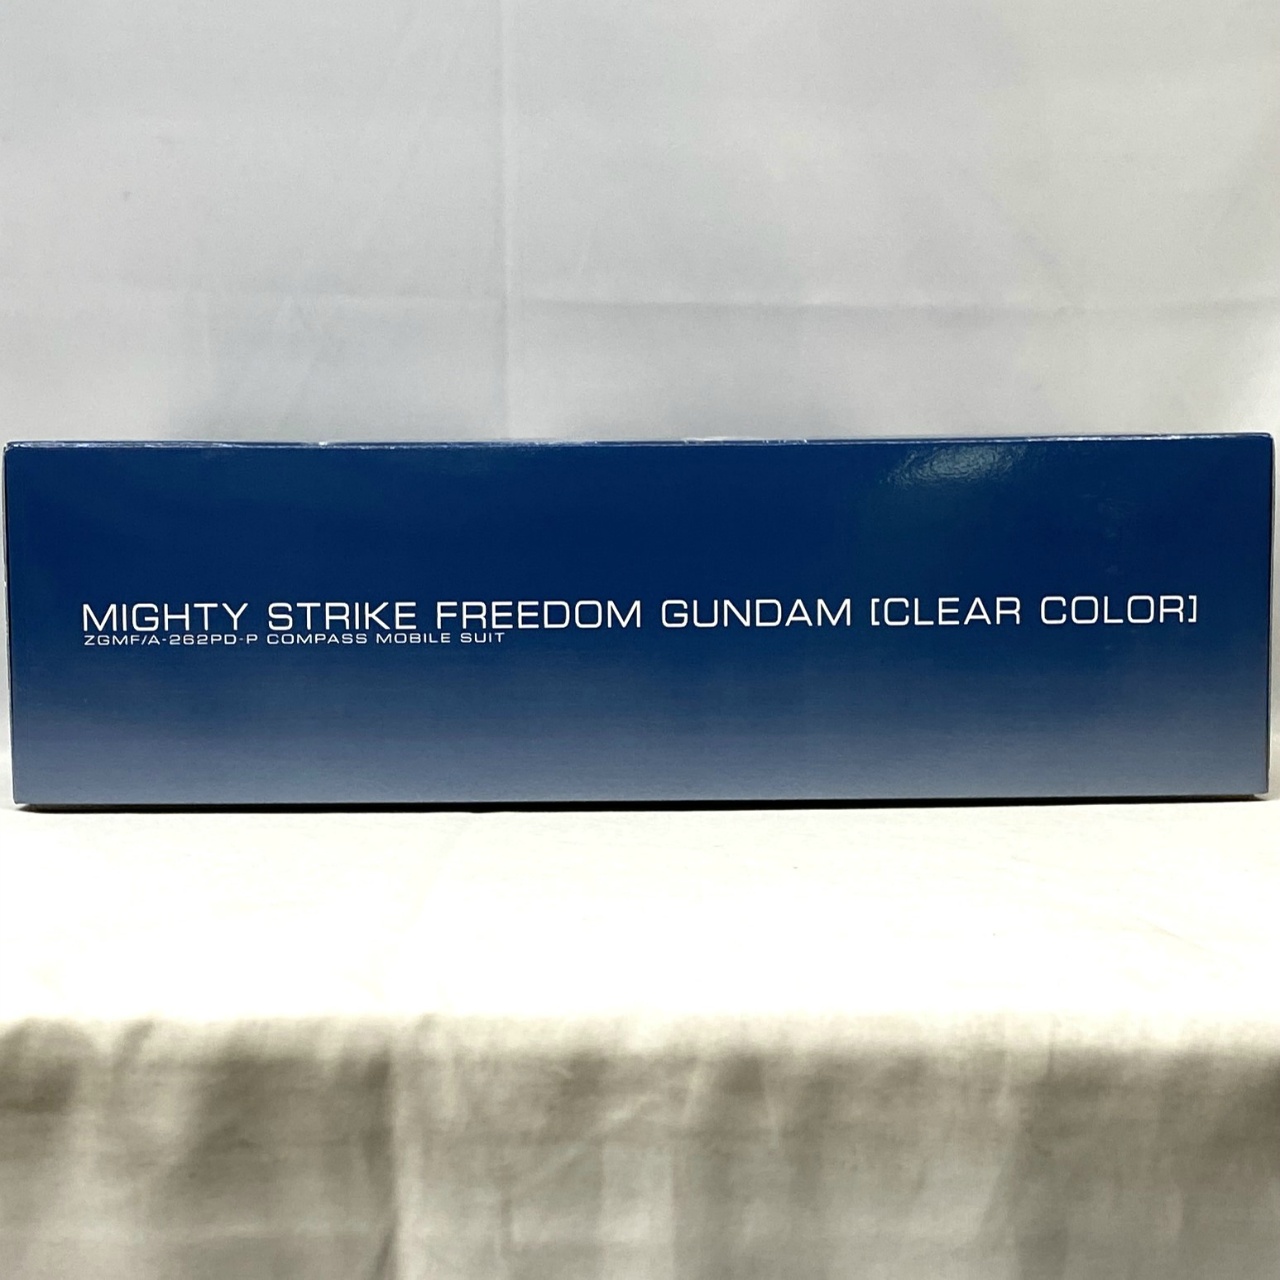 MIGHTY STRIKE FREEDOM GUNDAM [CLEAR COLOR]
ZGMF/A-262PD-P COMPASS MOBILE SUIT